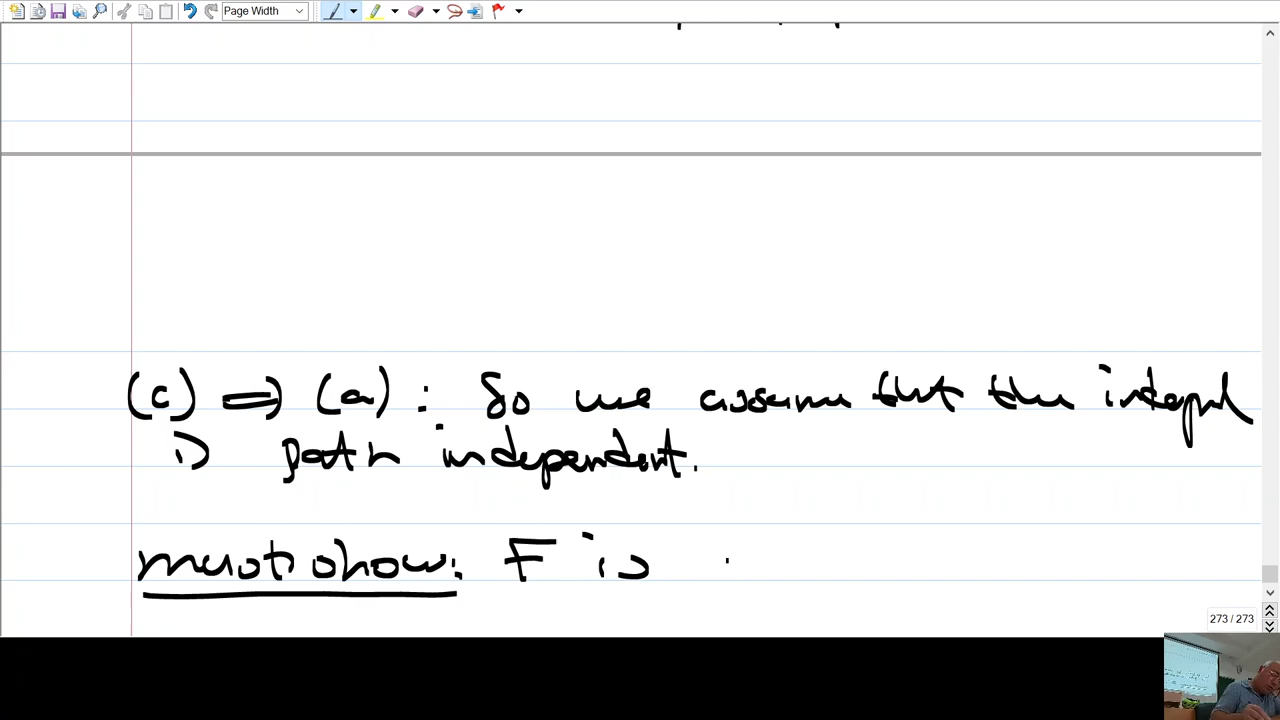 Page Width
(c) ⟹ (a) : So we assume that the integral
is path independent.
must show: F is
273 / 273